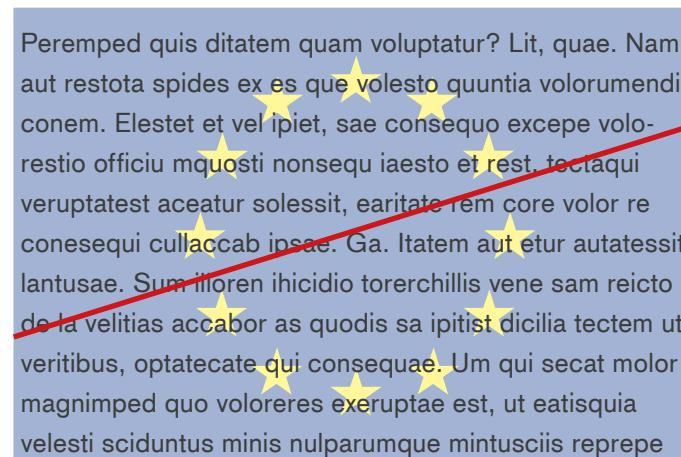 Peremped quis ditatem quam voluptatur? Lit, quae. Nam
aut restota spides ex es que volesto quuntia volorumendi
conem. Elestet et vel ipiet, sae consequo excepe volo-
restio officiu mquosti nonsequ iaesto et rest, tectaqui
veruptatest aceatur solessit, earitate rem core volor re
conesequi cullaccab ipsae. Ga. Itatem aut etur autatessit
lantusae. Sum illoren ihicidio torerchillis vene sam reicto
de la velitias accabor as quodis sa ipitist dicilia tectem ut
veritibus, optatecate qui consequae. Um qui secat molor
magnimped quo voloreres exeruptae est, ut eatisquia
velesti sciduntus minis nulparumque mintusciis reprepe